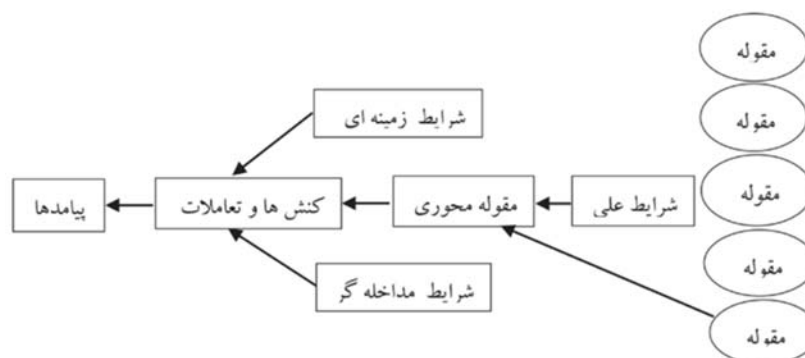 مقوله
مقوله
مقوله
مقوله
مقوله
شرایط زمینه ای
شرایط علی
مقوله محوری
کنش ها و تعاملات
پیامدها
شرایط مداخله گر